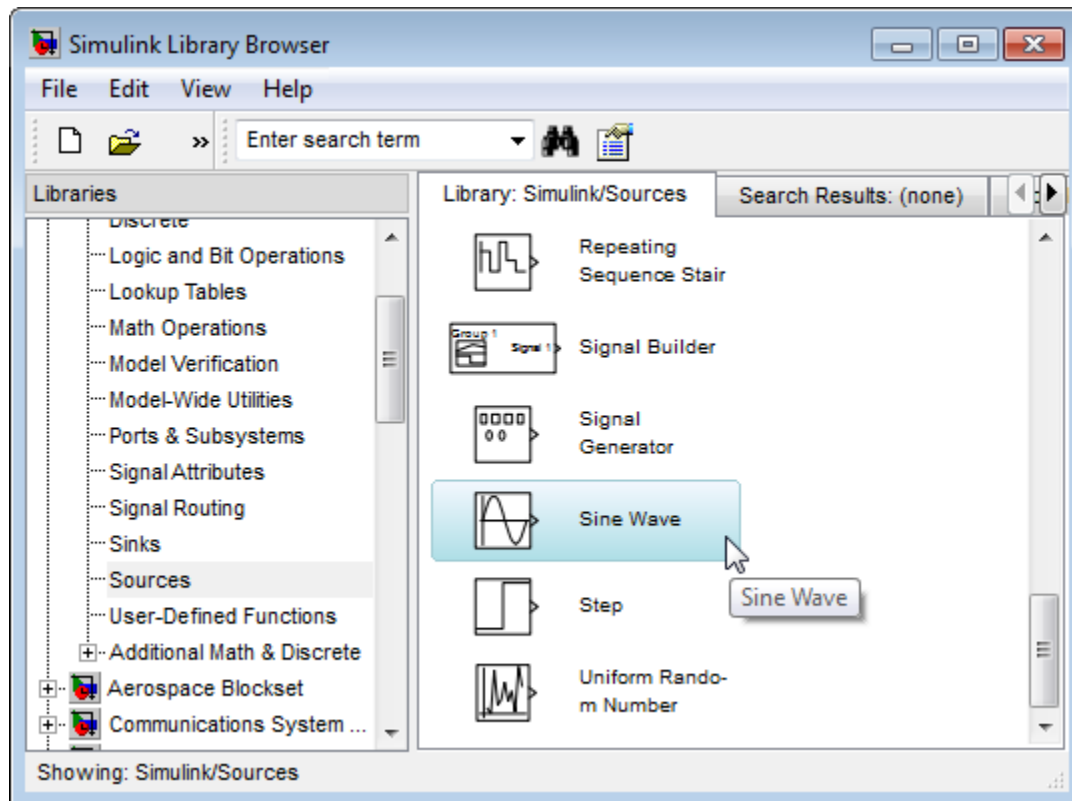 Simulink Library Browser
File Edit View Help
» Enter search term
Libraries
Discrete
Logic and Bit Operations
Lookup Tables
Math Operations
Model Verification
Model-Wide Utilities
Ports & Subsystems
Signal Attributes
Signal Routing
Sinks
Sources
User-Defined Functions
Additional Math & Discrete
Aerospace Blockset
Communications System ...
Library: Simulink/Sources
Search Results: (none)
Repeating
Sequence Stair
Group 1
Signal 1
Signal Builder
Signal
Generator
Sine Wave
Sine Wave
Step
Uniform Rando-
m Number
Showing: Simulink/Sources